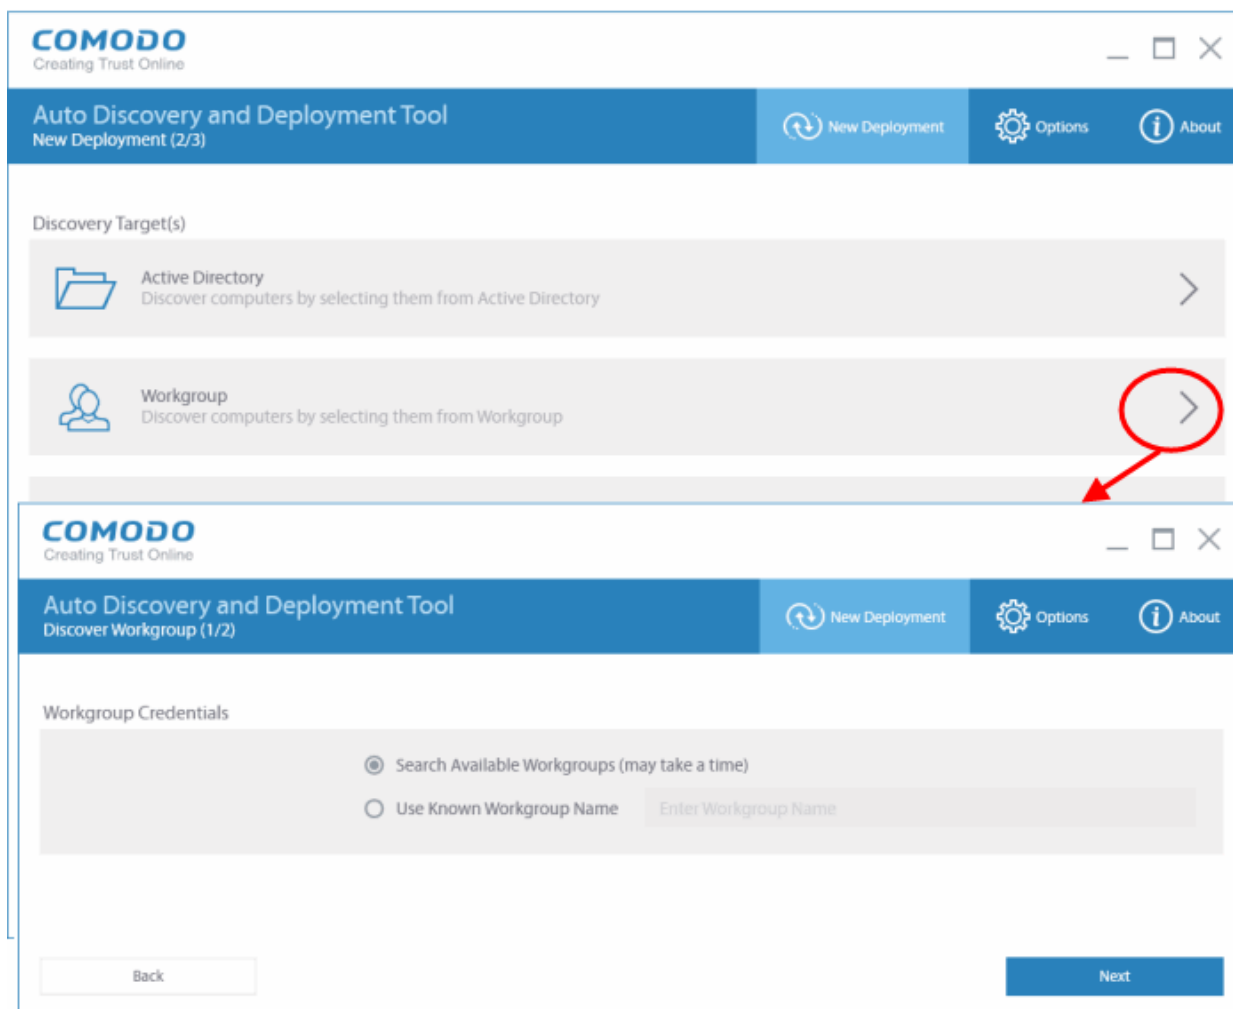 COMODO
Creating Trust Online
Auto Discovery and Deployment Tool
New Deployment (2/3)
New Deployment
Options
About
Discovery Target(s)
Active Directory
Discover computers by selecting them from Active Directory
Workgroup
Discover computers by selecting them from Workgroup
COMODO
Creating Trust Online
Auto Discovery and Deployment Tool
Discover Workgroup (1/2)
New Deployment
Options
About
Workgroup Credentials
Search Available Workgroups (may take a time)
Use Known Workgroup Name Enter Workgroup Name
Back Next